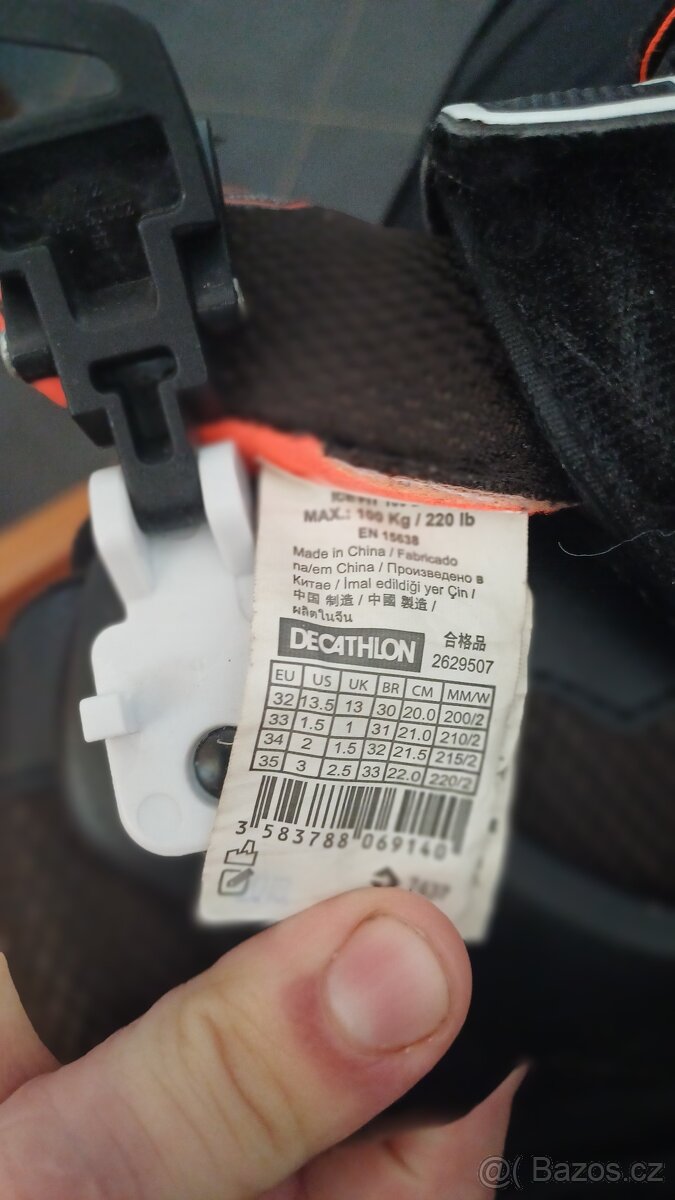 MAX.: 100 Kg / 220 lb
EN 15638
Made in China / Fabricado
na/em China / Произведено в
Китае / İmal edildiği yer Çin /
中国 制造 / 中國 製造 /
ผลิตในจีน
DECATHLON 合格品
2629507
EU US UK BR CM MM/W
32 13.5 13 30 20.0 200/2
33 1.5 1 31 21.0 210/2
34 2 1.5 32 21.5 215/2
35 3 2.5 33 22.0 220/2
3 583788 069140
@( Bazos.cz